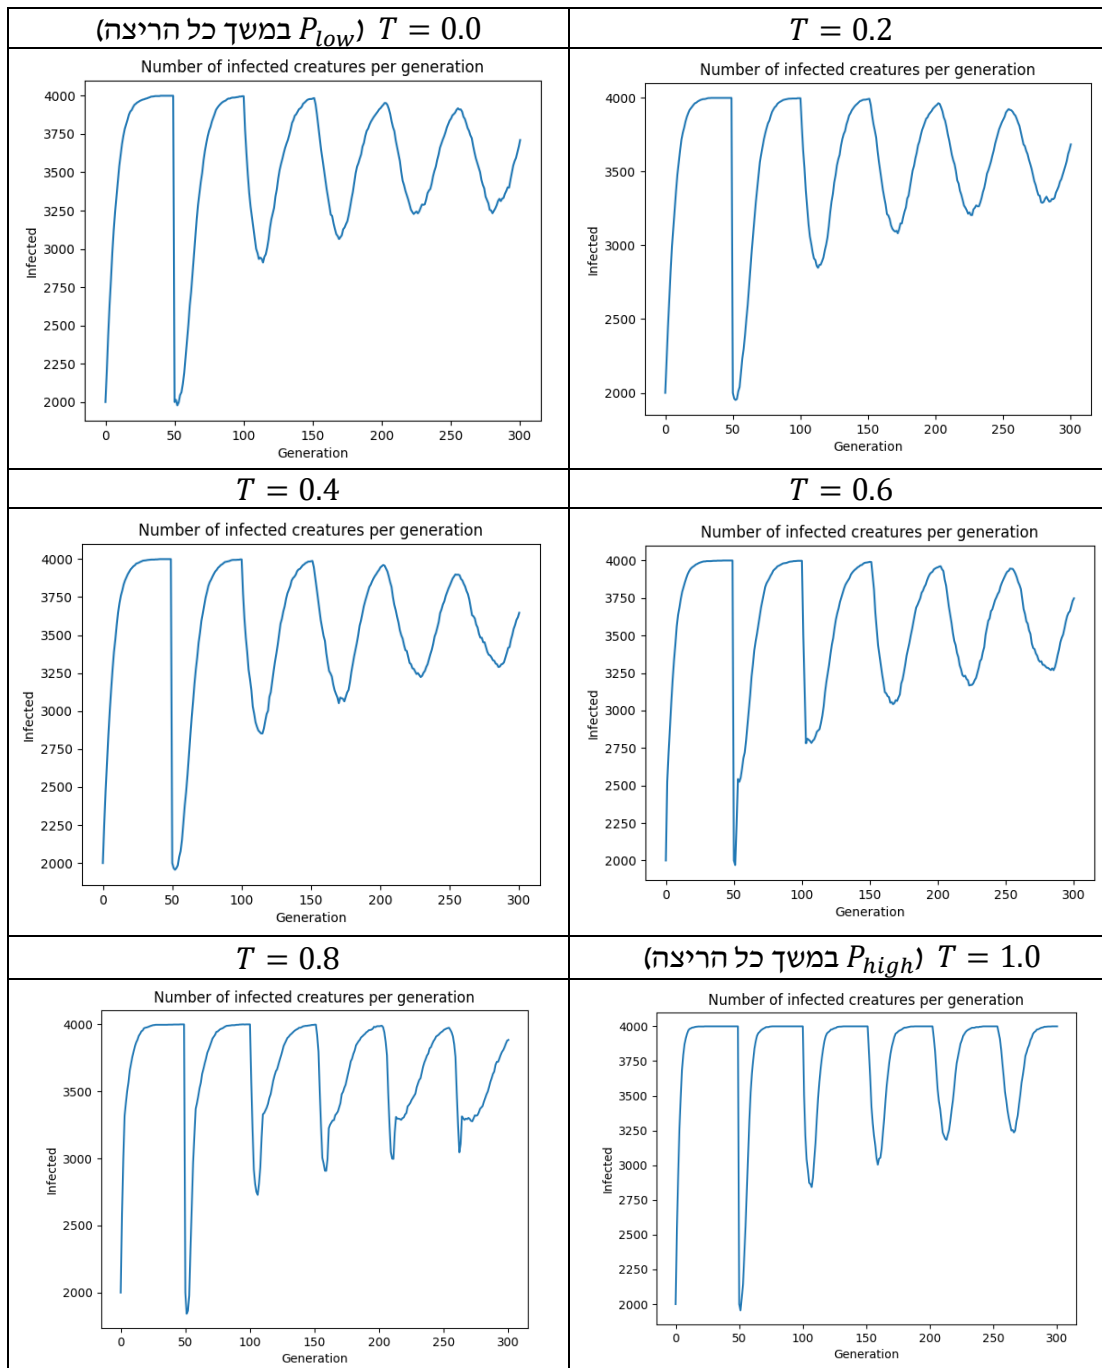 T = 0.0 (P_low במשך כל הריצה)
T = 0.2
Number of infected creatures per generation
4000
3750
3500
3250
3000
2750
2500
2250
2000
Infected
0 50 100 150 200 250 300
Generation
Number of infected creatures per generation
4000
3500
3000
2500
2000
Infected
0 50 100 150 200 250 300
Generation
T = 0.4
T = 0.6
Number of infected creatures per generation
4000
3750
3500
3250
3000
2750
2500
2250
2000
Infected
0 50 100 150 200 250 300
Generation
Number of infected creatures per generation
4000
3750
3500
3250
3000
2750
2500
2250
2000
Infected
0 50 100 150 200 250 300
Generation
T = 0.8
T = 1.0 (P_high במשך כל הריצה)
Number of infected creatures per generation
4000
3500
3000
2500
2000
Infected
0 50 100 150 200 250 300
Generation
Number of infected creatures per generation
4000
3750
3500
3250
3000
2750
2500
2250
2000
Infected
0 50 100 150 200 250 300
Generation